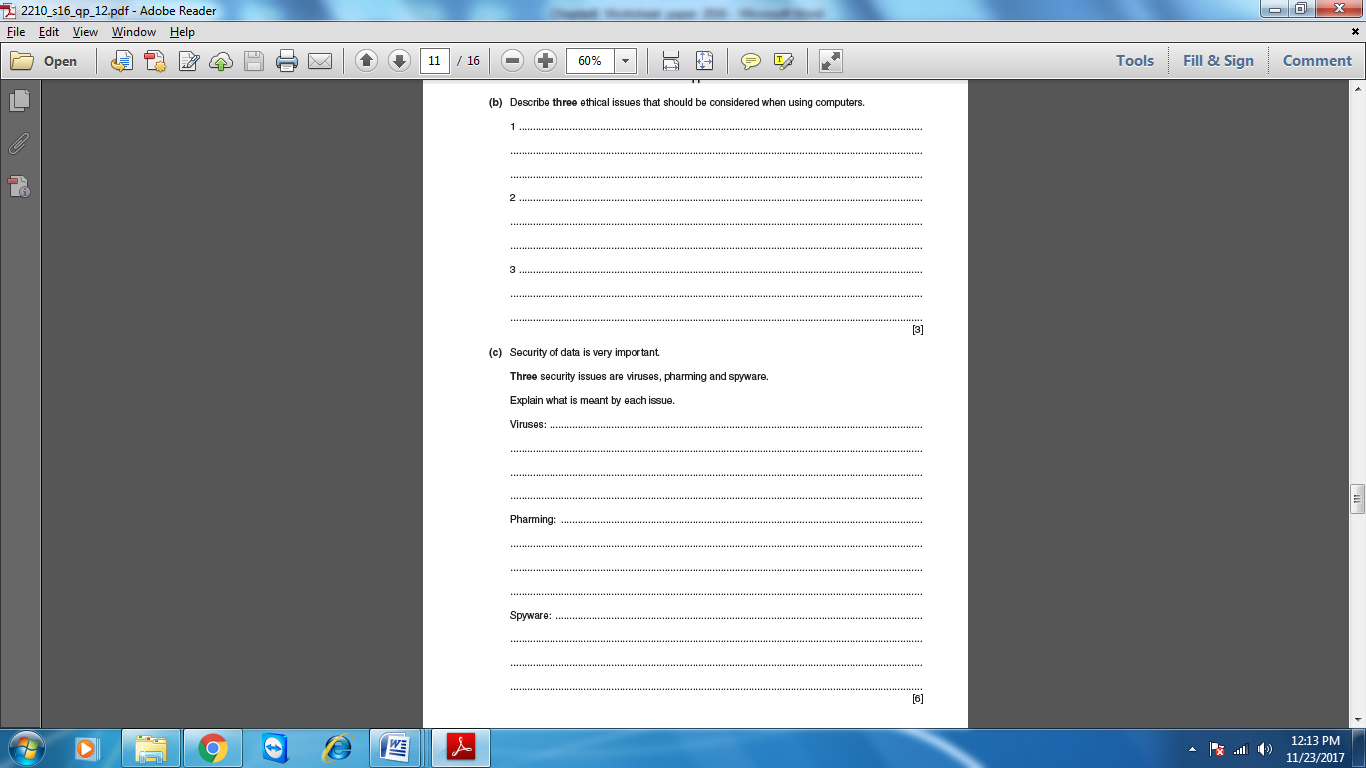 2210_s16_qp_12.pdf - Adobe Reader
File Edit View Window Help
Open 11 / 16 60% Tools Fill & Sign Comment
(b) Describe three ethical issues that should be considered when using computers.
1 ..........
..........
..........
2 ..........
..........
..........
3 ..........
..........
..........
[3]
(c) Security of data is very important.
Three security issues are viruses, pharming and spyware.
Explain what is meant by each issue.
Viruses: ..........
..........
..........
..........
Pharming: ..........
..........
..........
..........
Spyware: ..........
..........
..........
..........
[6]
12:13 PM
11/23/2017